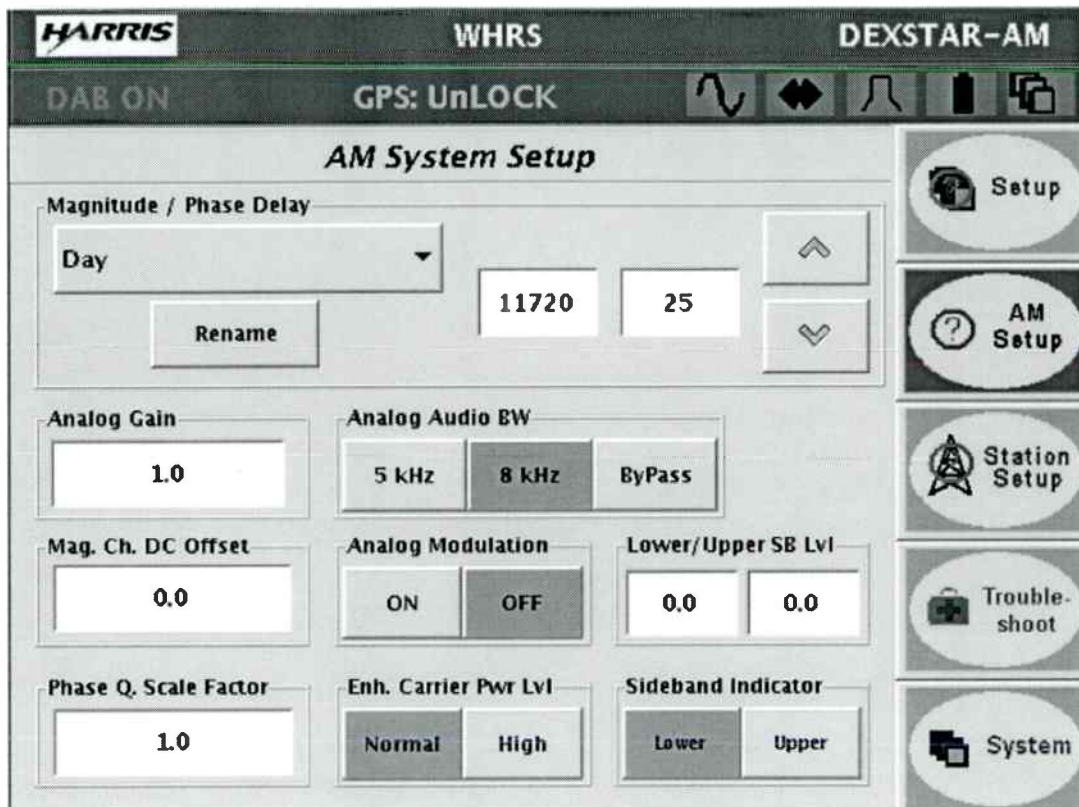 HARRIS WHRS DEXSTAR-AM
DAB ON GPS: UnLOCK
AM System Setup
Magnitude / Phase Delay
Day
11720 25
Rename
Analog Gain
1.0
Analog Audio BW
5 kHz 8 kHz ByPass
Mag. Ch. DC Offset
0.0
Analog Modulation
ON OFF
Lower/Upper SB Lvl
0.0 0.0
Phase Q. Scale Factor
1.0
Enh. Carrier Pwr Lvl
Normal High
Sideband Indicator
Lower Upper
Setup
? AM
Setup
Station
Setup
Trouble-
shoot
System